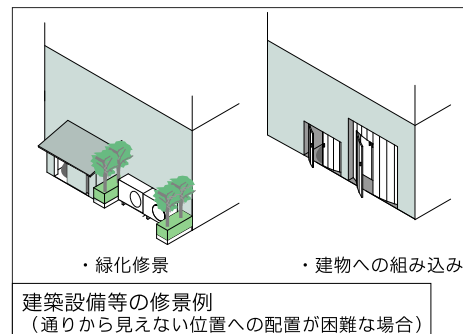 ・緑化修景
・建物への組み込み
建築設備等の修景例
（通りから見えない位置への配置が困難な場合）